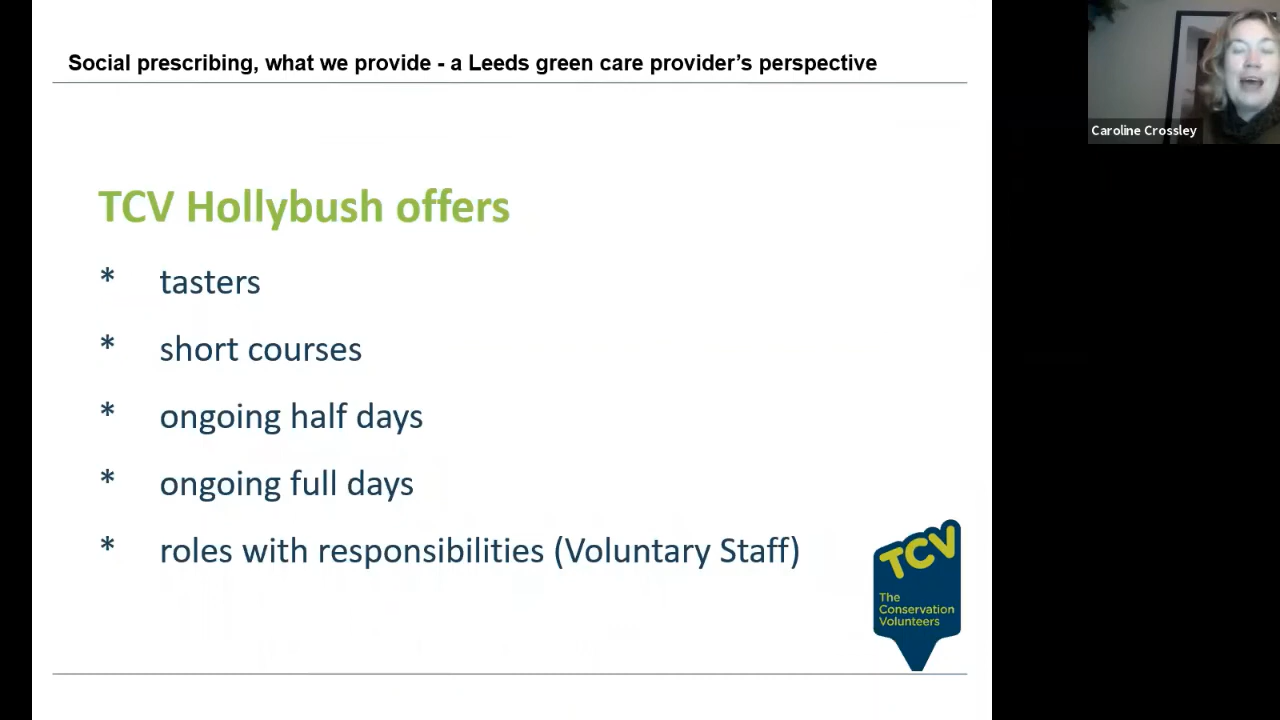 Social prescribing, what we provide - a Leeds green care provider's perspective
Caroline Crossley
TCV Hollybush offers
* tasters
* short courses
* ongoing half days
* ongoing full days
* roles with responsibilities (Voluntary Staff)
TCV
The
Conservation
Volunteers